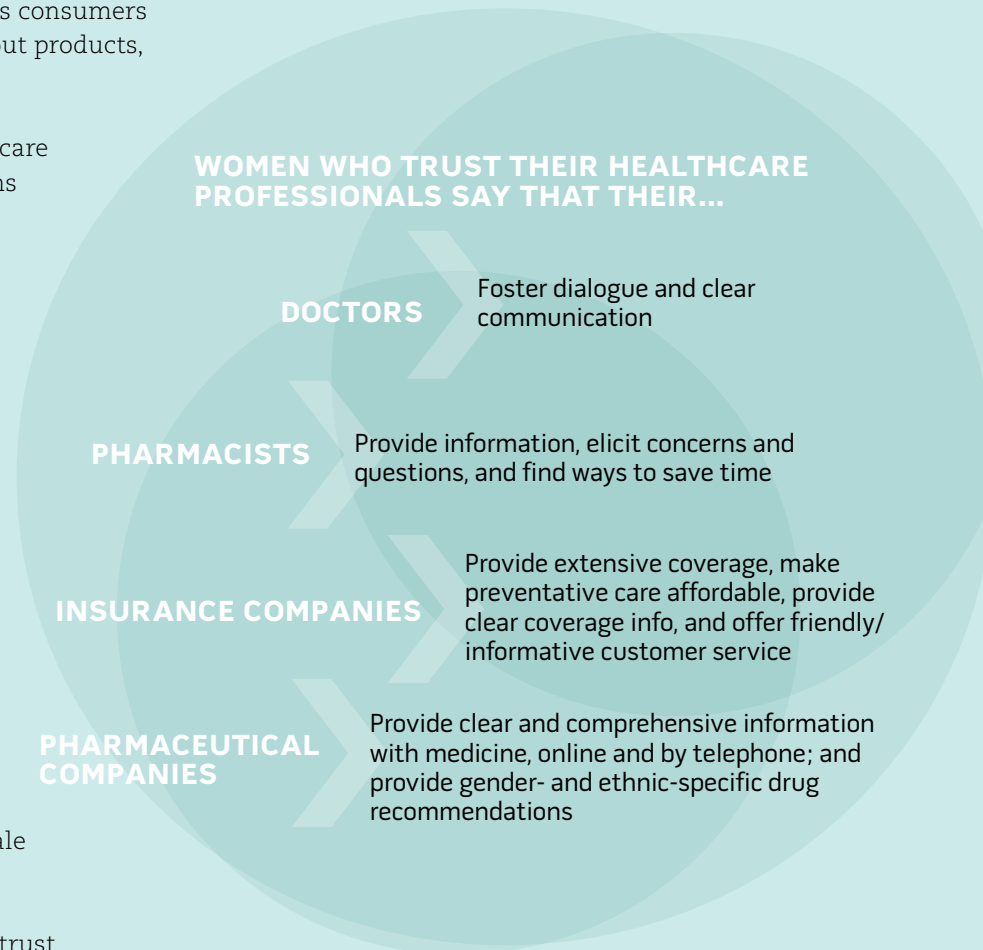 s consumers
out products,
care
ns
WOMEN WHO TRUST THEIR HEALTHCARE
PROFESSIONALS SAY THAT THEIR...
DOCTORS
Foster dialogue and clear
communication
PHARMACISTS
Provide information, elicit concerns and
questions, and find ways to save time
INSURANCE COMPANIES
Provide extensive coverage, make
preventative care affordable, provide
clear coverage info, and offer friendly/
informative customer service
PHARMACEUTICAL
COMPANIES
Provide clear and comprehensive information
with medicine, online and by telephone; and
provide gender- and ethnic-specific drug
recommendations
ale
trust